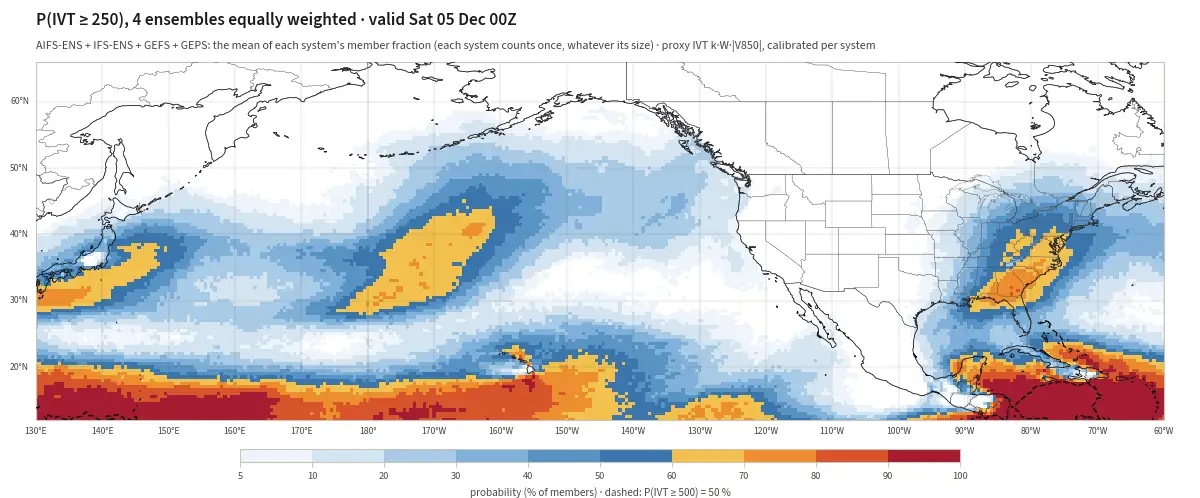 P(IVT ≥ 250), 4 ensembles equally weighted · valid Sat 05 Dec 00Z
AIFS-ENS + IFS-ENS + GEFS + GEPS: the mean of each system's member fraction (each system counts once, whatever its size) · proxy IVT k·W·|V850|, calibrated per system
60°N
50°N
40°N
30°N
20°N
130°E 140°E 150°E 160°E 170°E 180° 170°W 160°W 150°W 140°W 130°W 120°W 110°W 100°W 90°W 80°W 70°W 60°W
5 10 20 30 40 50 60 70 80 90 100
probability (% of members) · dashed: P(IVT ≥ 500) = 50 %